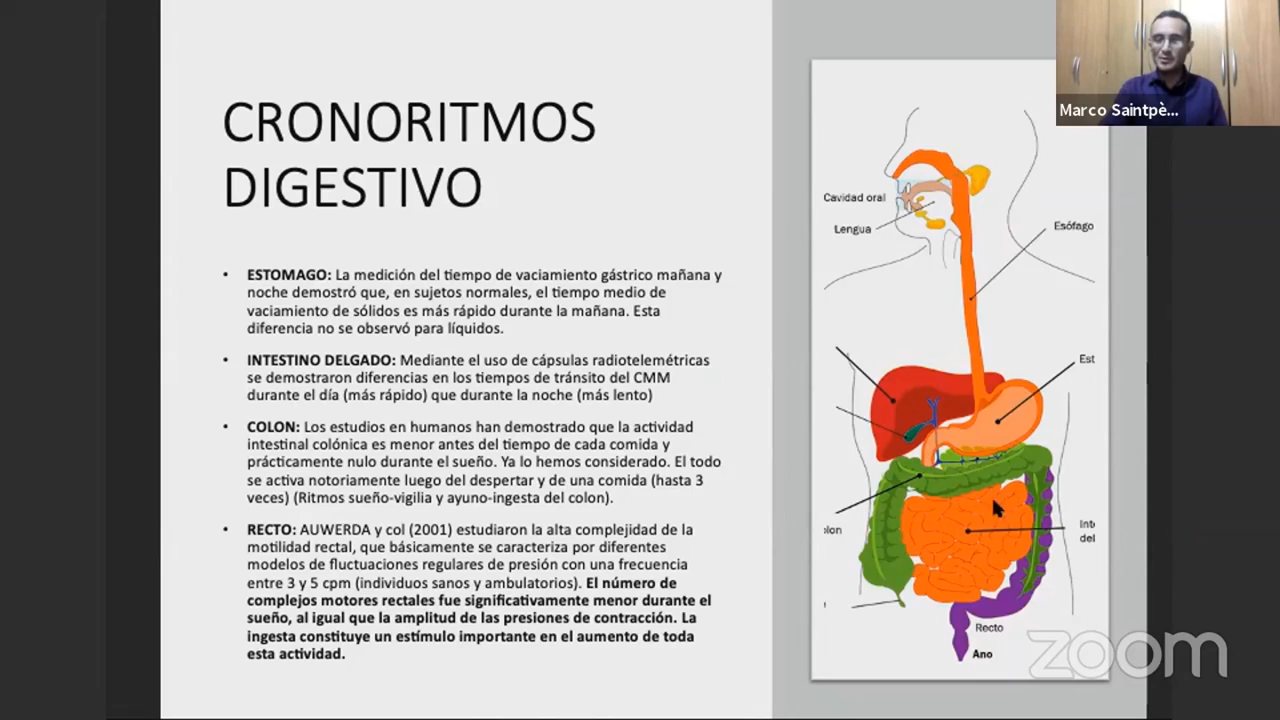 CRONORITMOS
DIGESTIVO
• ESTOMAGO: La medición del tiempo de vaciamiento gástrico mañana y
noche demostró que, en sujetos normales, el tiempo medio de
vaciamiento de sólidos es más rápido durante la mañana. Esta
diferencia no se observó para líquidos.
• INTESTINO DELGADO: Mediante el uso de cápsulas radiotelemétricas
se demostraron diferencias en los tiempos de tránsito del CMM
durante el día (más rápido) que durante la noche (más lento)
• COLON: Los estudios en humanos han demostrado que la actividad
intestinal colónica es menor antes del tiempo de cada comida y
prácticamente nulo durante el sueño. Ya lo hemos considerado. El todo
se activa notoriamente luego del despertar y de una comida (hasta 3
veces) (Ritmos sueño-vigilia y ayuno-ingesta del colon).
• RECTO: AUWERDA y col (2001) estudiaron la alta complejidad de la
motilidad rectal, que básicamente se caracteriza por diferentes
modelos de fluctuaciones regulares de presión con una frecuencia
entre 3 y 5 cpm (individuos sanos y ambulatorios). El número de
complejos motores rectales fue significativamente menor durante el
sueño, al igual que la amplitud de las presiones de contracción. La
ingesta constituye un estímulo importante en el aumento de toda
esta actividad.
Marco Saintpè...
Cavidad oral
Lengua
Esófago
Est
olon
Int
del
Recto
Ano
zoom